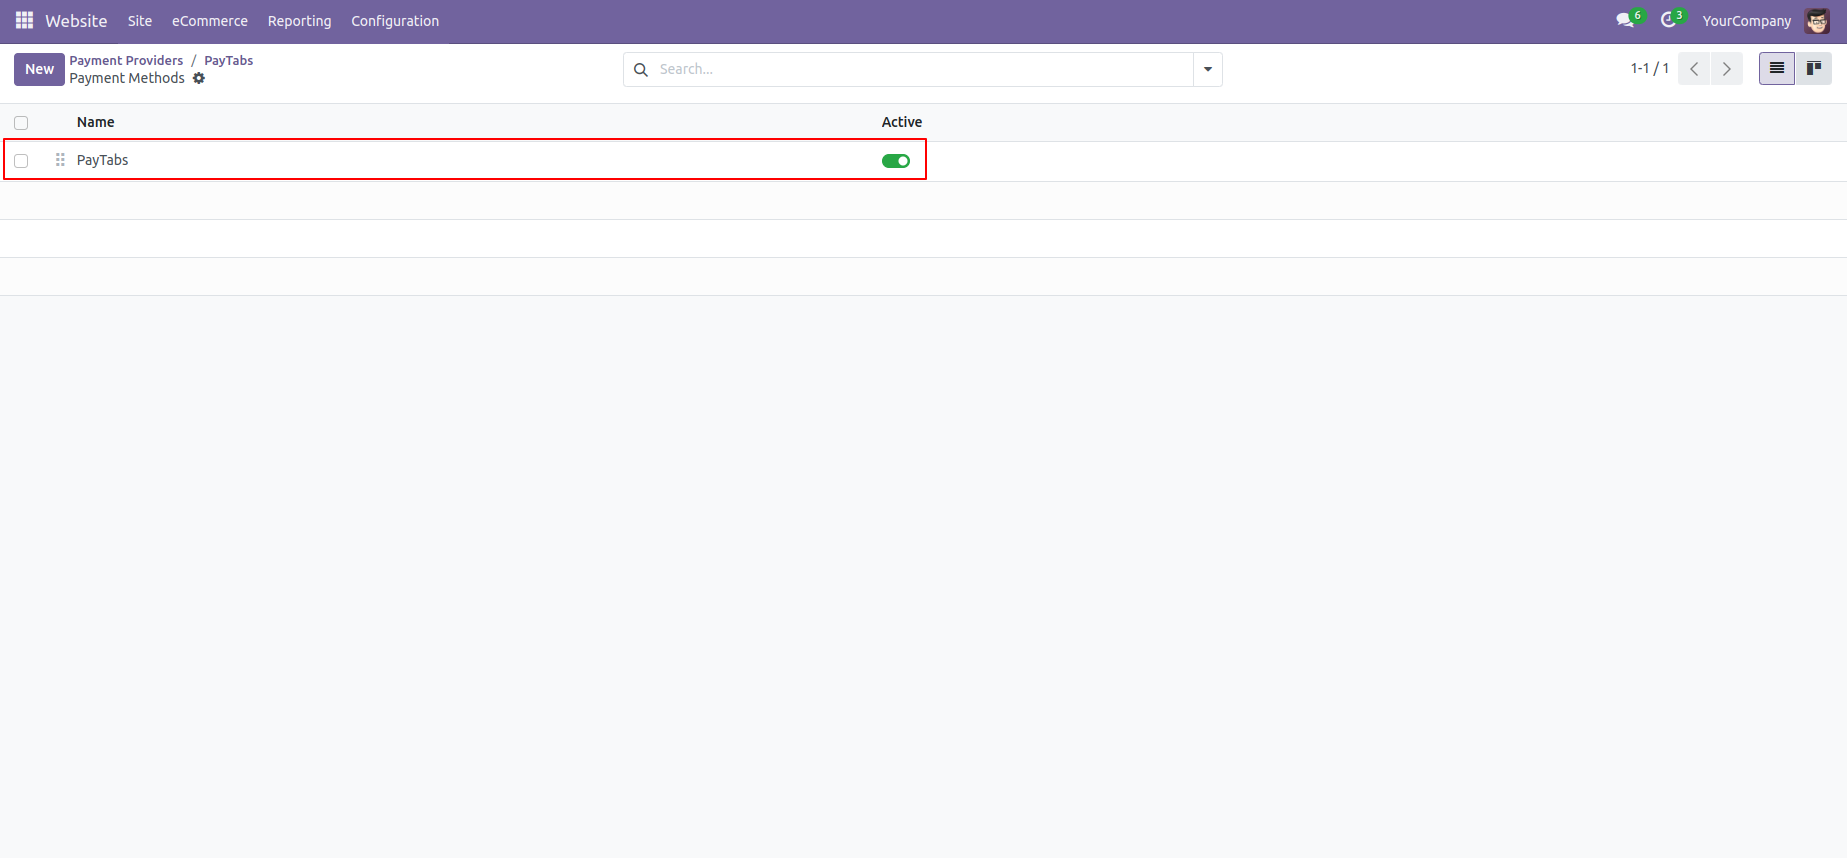 Website Site eCommerce Reporting Configuration 6 3 YourCompany
New
Payment Providers / PayTabs
Payment Methods
Search...
1-1 / 1
Name Active
PayTabs